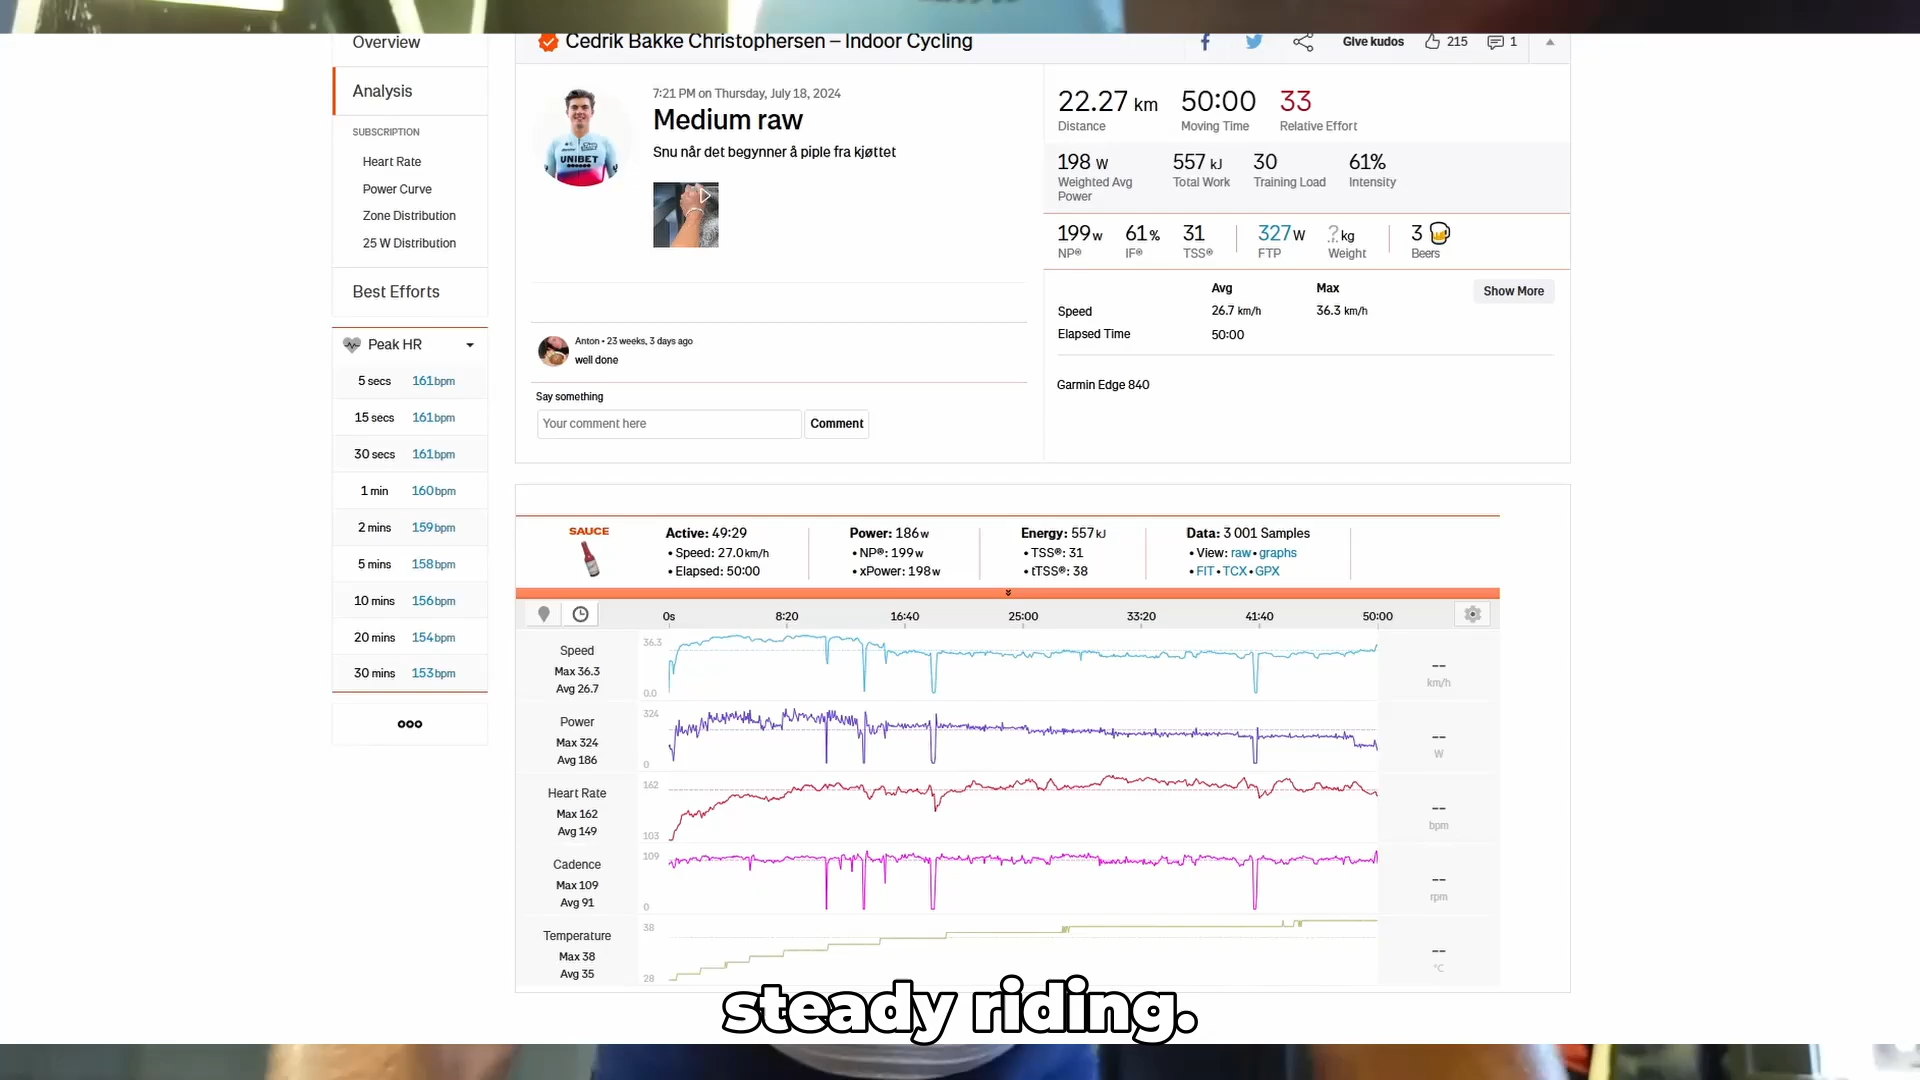 Overview
Analysis
SUBSCRIPTION
Heart Rate
Power Curve
Zone Distribution
25 W Distribution
Best Efforts
Peak HR
5 secs 161bpm
15 secs 161bpm
30 secs 161bpm
1 min 160bpm
2 mins 159bpm
5 mins 158bpm
10 mins 156bpm
20 mins 154bpm
30 mins 153bpm
Cedrik Bakke Christophersen – Indoor Cycling
Give kudos 215 1
7:21 PM on Thursday, July 18, 2024
Medium raw
Snu når det begynner å piple fra kjøttet
UNIBET
Anton • 23 weeks, 3 days ago
well done
Say something
Your comment here Comment
22.27 km 50:00 33
Distance Moving Time Relative Effort
198 W 557 kJ 30 61%
Weighted Avg Power Total Work Training Load Intensity
199w 61% 31 327W ?kg 3
NP® IF® TSS® FTP Weight Beers
Avg Max
Show More
Speed 26.7 km/h 36.3 km/h
Elapsed Time 50:00
Garmin Edge 840
SAUCE
Active: 49:29
• Speed: 27.0km/h
• Elapsed: 50:00
Power: 186w
• NP®: 199w
• xPower: 198w
Energy: 557kJ
• TSS®: 31
• tTSS®: 38
Data: 3 001 Samples
• View: raw • graphs
• FIT • TCX • GPX
0s 8:20 16:40 25:00 33:20 41:40 50:00
Speed
Max 36.3
Avg 26.7
36.3
0.0
--
km/h
Power
Max 324
Avg 186
324
0
--
W
Heart Rate
Max 162
Avg 149
162
103
--
bpm
Cadence
Max 109
Avg 91
109
0
--
rpm
Temperature
Max 38
Avg 35
38
28
--
°C
steady riding.